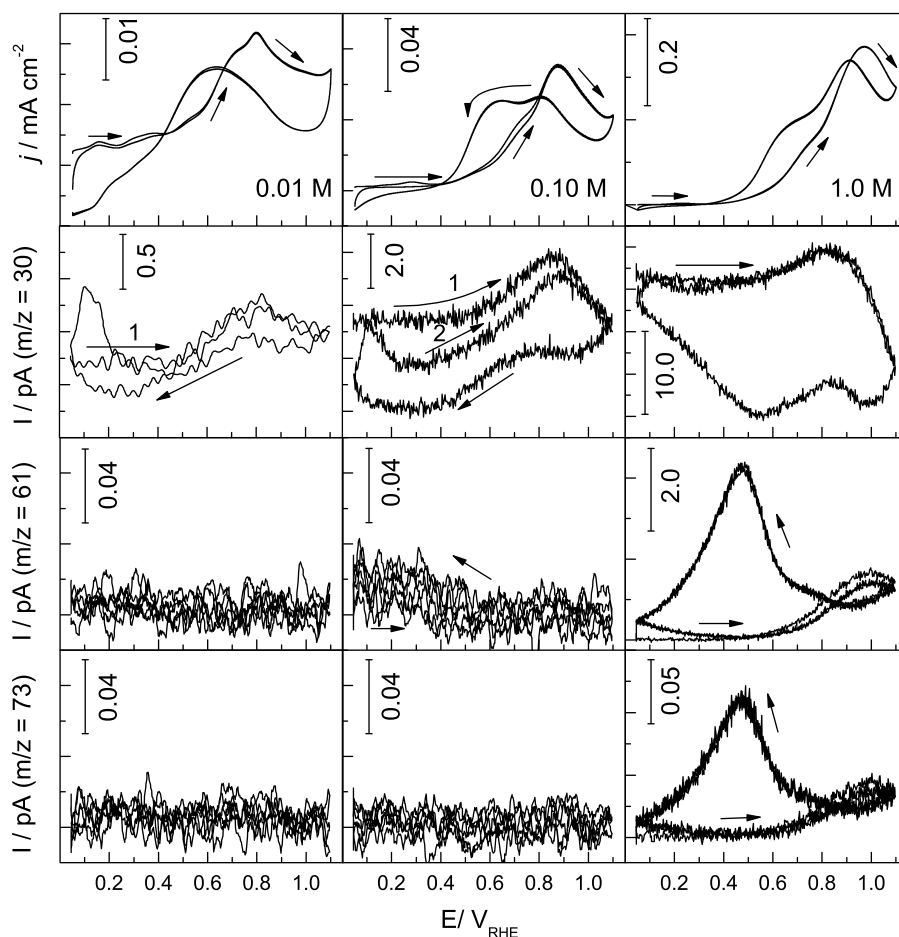 j / mA cm-2
0.01
0.01 M
0.04
0.10 M
0.2
1.0 M
I / pA (m/z = 30)
0.5
1
2.0
1
2
10.0
I / pA (m/z = 61)
0.04
0.04
2.0
I / pA (m/z = 73)
0.04
0.04
0.05
0.2 0.4 0.6 0.8 1.0
0.2 0.4 0.6 0.8 1.0
0.2 0.4 0.6 0.8 1.0
E/ VRHE